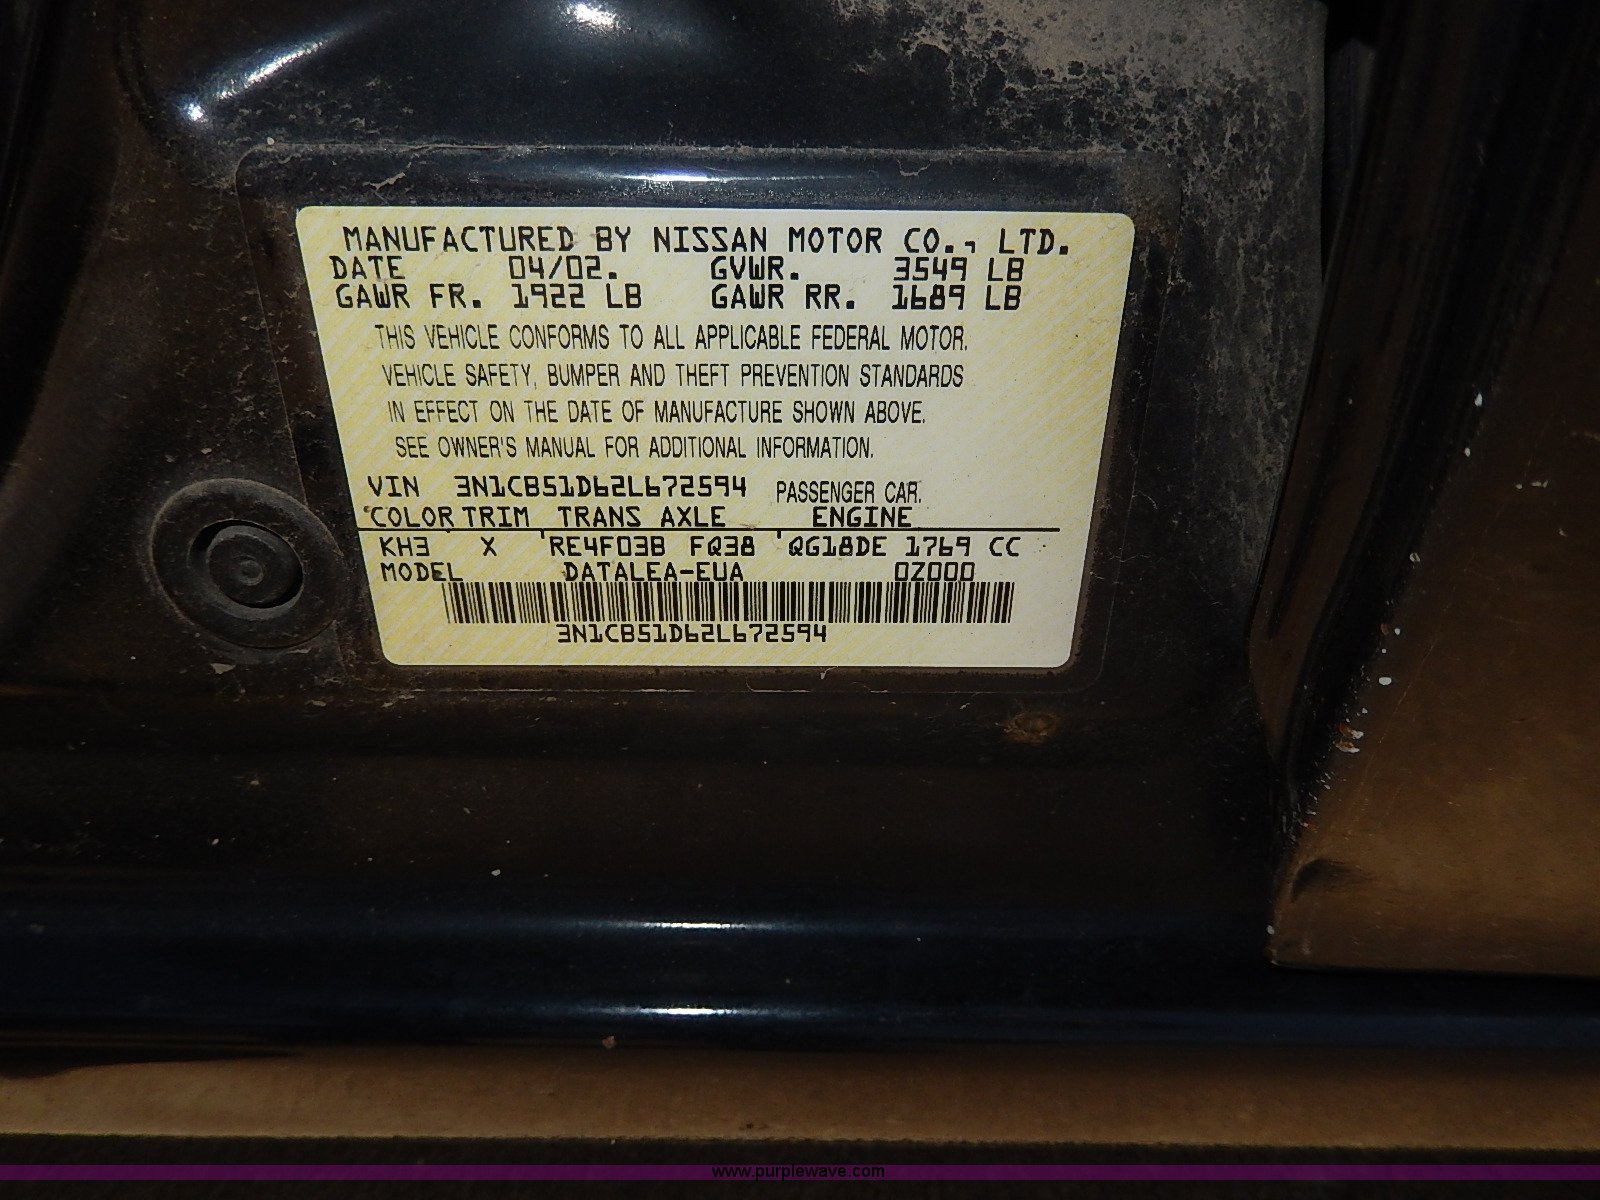 MANUFACTURED BY NISSAN MOTOR CO., LTD.
DATE 04/02. GVWR. 3549 LB
GAWR FR. 1922 LB GAWR RR. 1689 LB
THIS VEHICLE CONFORMS TO ALL APPLICABLE FEDERAL MOTOR.
VEHICLE SAFETY, BUMPER AND THEFT PREVENTION STANDARDS
IN EFFECT ON THE DATE OF MANUFACTURE SHOWN ABOVE.
SEE OWNER'S MANUAL FOR ADDITIONAL INFORMATION.
VIN 3N1CB51D62L672594 PASSENGER CAR.
COLOR TRIM TRANS AXLE ENGINE
KH3 X RE4F03B FQ38 QG18DE 1769 CC
MODEL DATALEA-EUA 0Z000
3N1CB51D62L672594
www.purplewave.com